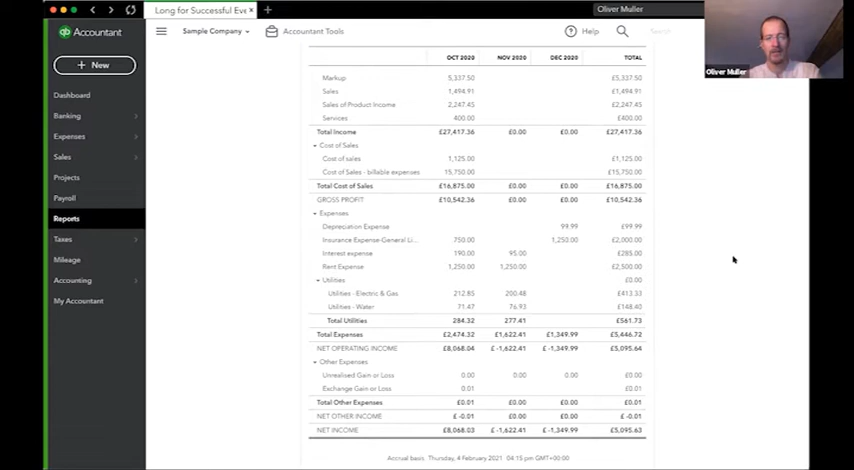 Long for Successful Eve
Oliver Muller
qb Accountant
Sample Company
Accountant Tools
Help
Search
+ New
Dashboard
Banking
Expenses
Sales
Projects
Payroll
Reports
Taxes
Mileage
Accounting
My Accountant
Oliver Muller
OCT 2020 NOV 2020 DEC 2020 TOTAL
Markup 5,337.50 £5,337.50
Sales 1,494.91 £1,494.91
Sales of Product Income 2,247.45 £2,247.45
Services 400.00 £400.00
Total Income £27,417.36 £0.00 £0.00 £27,417.36
Cost of Sales
Cost of sales 1,125.00 £1,125.00
Cost of Sales - billable expenses 15,750.00 £15,750.00
Total Cost of Sales £16,875.00 £0.00 £0.00 £16,875.00
GROSS PROFIT £10,542.36 £0.00 £0.00 £10,542.36
Expenses
Depreciation Expense 99.99 £99.99
Insurance Expense-General Li... 750.00 1,250.00 £2,000.00
Interest expense 190.00 95.00 £285.00
Rent Expense 1,250.00 1,250.00 £2,500.00
Utilities £0.00
Utilities - Electric & Gas 212.85 200.48 £413.33
Utilities - Water 71.47 76.93 £148.40
Total Utilities 284.32 277.41 £561.73
Total Expenses £2,474.32 £1,622.41 £1,349.99 £5,446.72
NET OPERATING INCOME £8,068.04 £ -1,622.41 £ -1,349.99 £5,095.64
Other Expenses
Unrealised Gain or Loss 0.00 0.00 0.00 £0.00
Exchange Gain or Loss 0.01 £0.01
Total Other Expenses £0.01 £0.00 £0.00 £0.01
NET OTHER INCOME £ -0.01 £0.00 £0.00 £ -0.01
NET INCOME £8,068.03 £ -1,622.41 £ -1,349.99 £5,095.63
Accrual basis Thursday, 4 February 2021 04:15 pm GMT+00:00